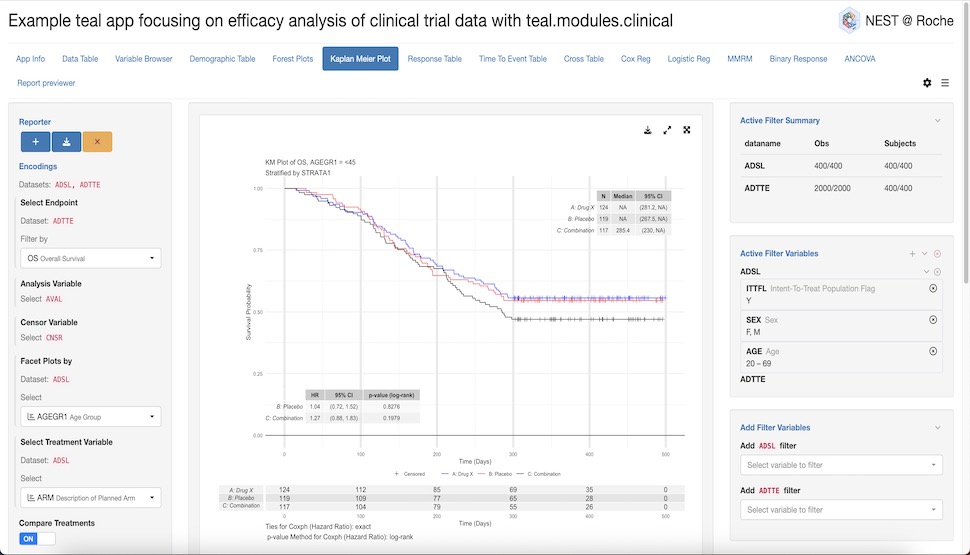 Example teal app focusing on efficacy analysis of clinical trial data with teal.modules.clinical
NEST @ Roche
App Info Data Table Variable Browser Demographic Table Forest Plots Kaplan Meier Plot Response Table Time To Event Table Cross Table Cox Reg Logistic Reg MMRM Binary Response ANCOVA
Report previewer
Reporter
Encodings
Datasets: ADSL, ADTTE
Select Endpoint
Dataset: ADTTE
Filter by
OS Overall Survival
Analysis Variable
Select AVAL
Censor Variable
Select CNSR
Facet Plots by
Dataset: ADSL
Select
AGEGR1 Age Group
Select Treatment Variable
Dataset: ADSL
Select
ARM Description of Planned Arm
Compare Treatments
ON
KM Plot of OS, AGEGR1 = <45
Stratified by STRATA1
N Median 95% CI
A: Drug X 124 NA (281.2, NA)
B: Placebo 119 NA (267.5, NA)
C: Combination 117 285.4 (230, NA)
1.00
0.75
0.50
0.25
0.00
Survival Probability
HR 95% CI p-value (log-rank)
B: Placebo 1.04 (0.72, 1.52) 0.8276
C: Combination 1.27 (0.88, 1.83) 0.1979
0 100 200 300 400 500
Time (Days)
+ Censored A: Drug X B: Placebo C: Combination
A: Drug X 124 112 85 69 35 0
B: Placebo 119 109 77 65 28 0
C: Combination 117 104 79 55 26 0
0 100 200 300 400 500
Time (Days)
Ties for Coxph (Hazard Ratio): exact
p-value Method for Coxph (Hazard Ratio): log-rank
Active Filter Summary
dataname Obs Subjects
ADSL 400/400 400/400
ADTTE 2000/2000 400/400
Active Filter Variables
ADSL
ITTFL Intent-To-Treat Population Flag
Y
SEX Sex
F, M
AGE Age
20 – 69
ADTTE
Add Filter Variables
Add ADSL filter
Select variable to filter
Add ADTTE filter
Select variable to filter